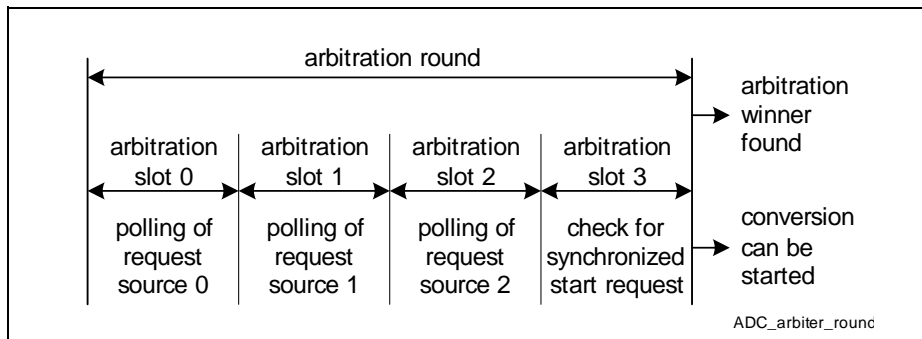 arbitration round
arbitration
winner
found
arbitration
slot 0
arbitration
slot 1
arbitration
slot 2
arbitration
slot 3
polling of
request
source 0
polling of
request
source 1
polling of
request
source 2
check for
synchronized
start request
conversion
can be
started
ADC_arbiter_round